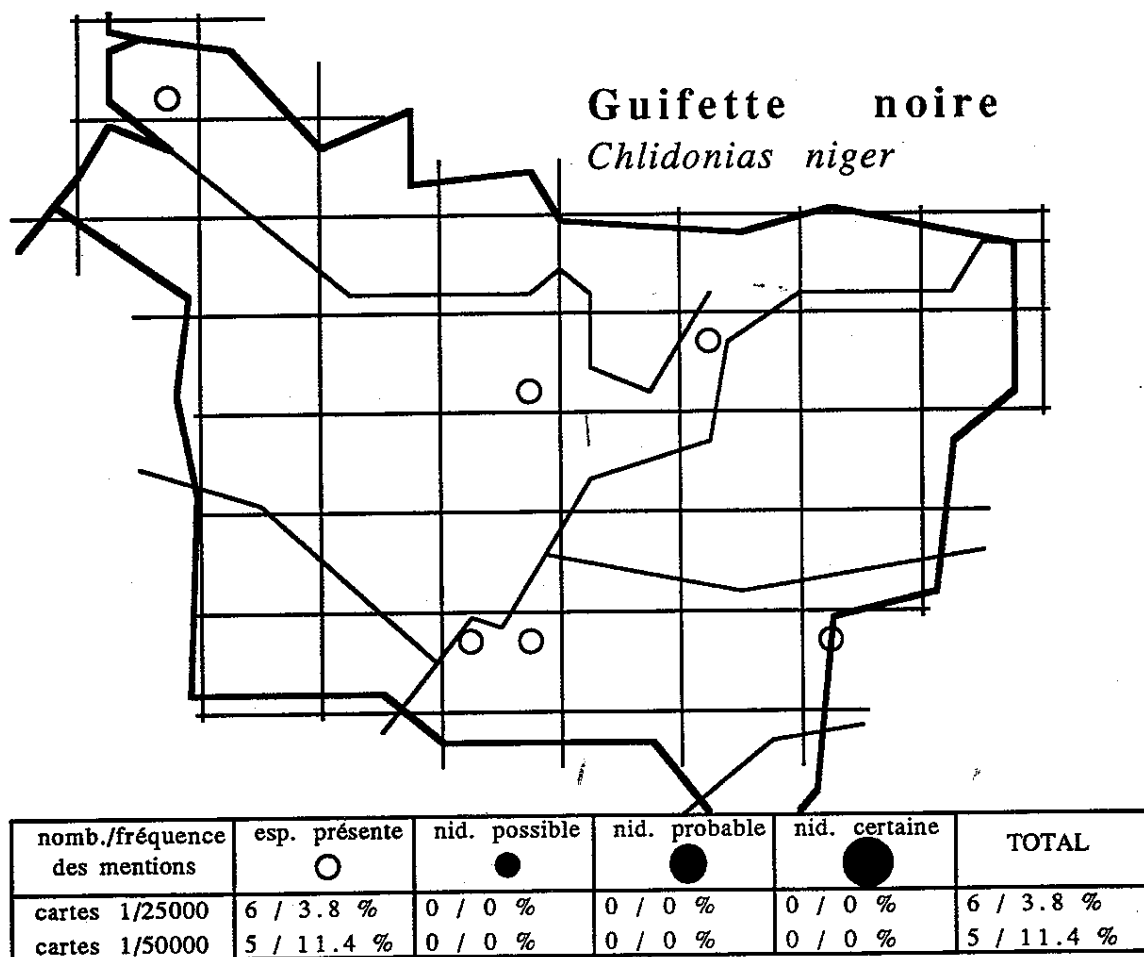 Guifette noire
Chlidonias niger
nomb./fréquence des mentions | esp. présente | nid. possible | nid. probable | nid. certaine | TOTAL
cartes 1/25000 | 6 / 3.8 % | 0 / 0 % | 0 / 0 % | 0 / 0 % | 6 / 3.8 %
cartes 1/50000 | 5 / 11.4 % | 0 / 0 % | 0 / 0 % | 0 / 0 % | 5 / 11.4 %